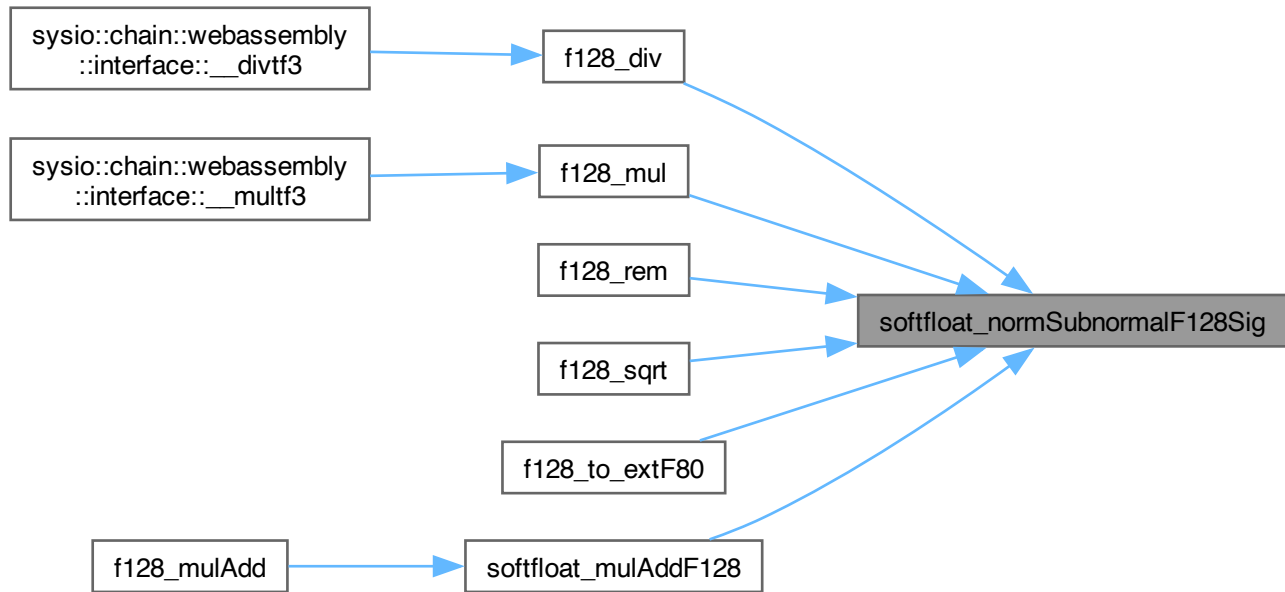 sysio::chain::webassembly
::interface::__divtf3
f128_div
sysio::chain::webassembly
::interface::__multf3
f128_mul
f128_rem
softfloat_normSubnormalF128Sig
f128_sqrt
f128_to_extF80
f128_mulAdd
softfloat_mulAddF128